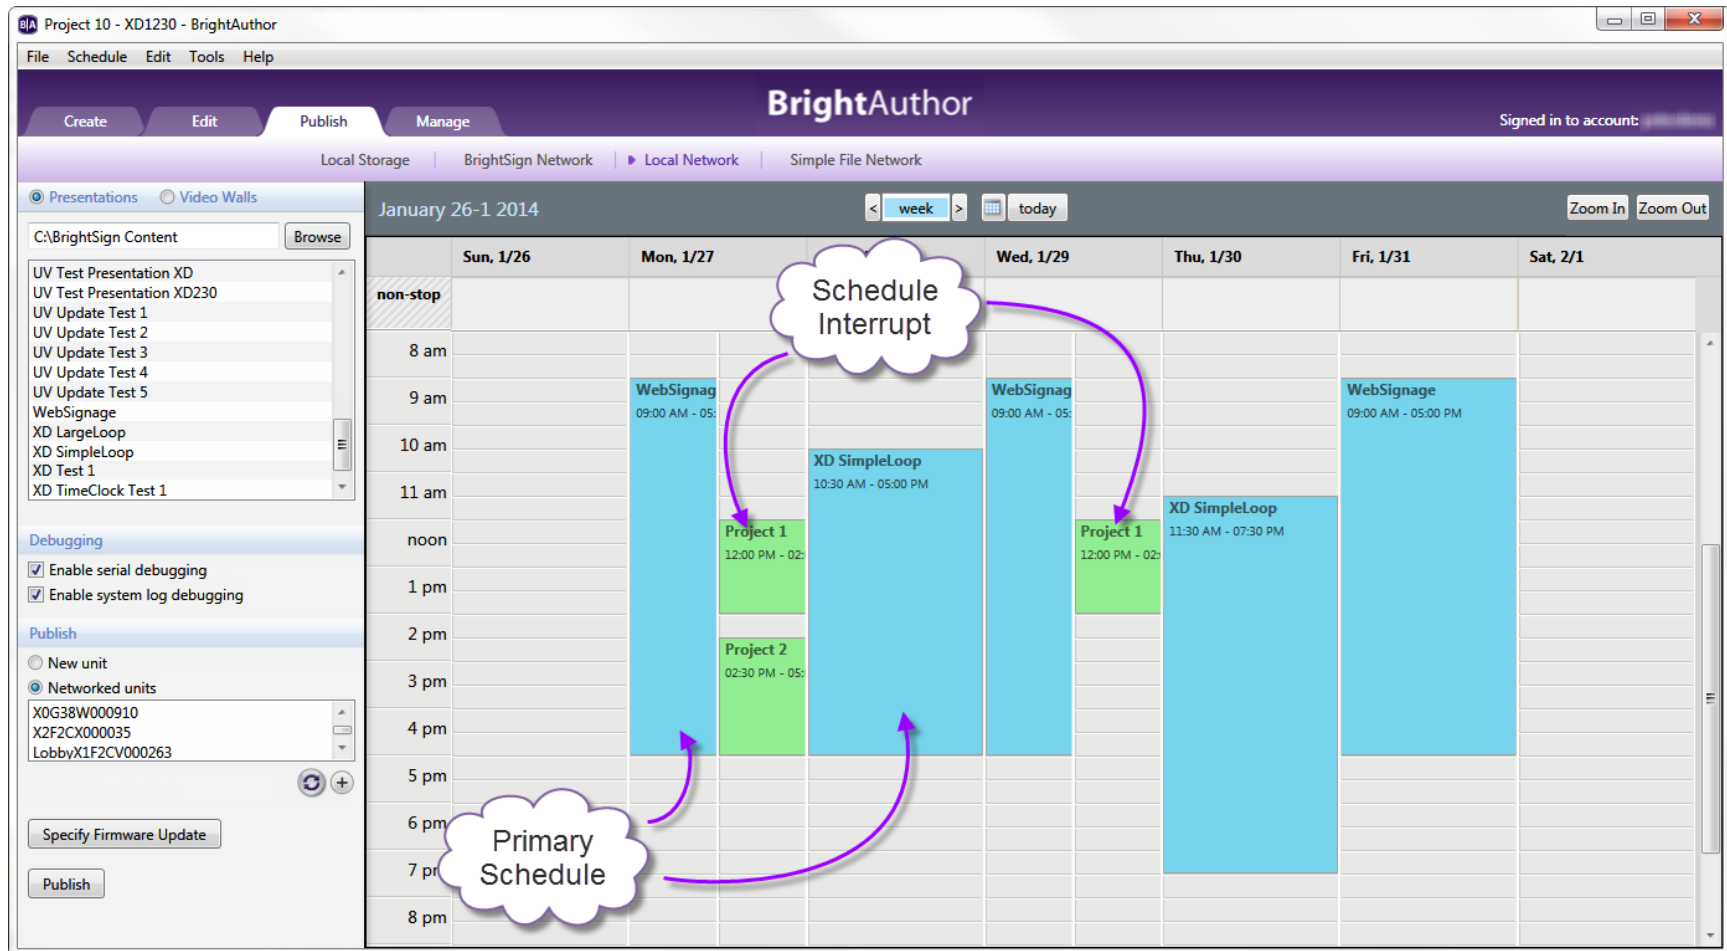 Project 10 - XD1230 - BrightAuthor
File Schedule Edit Tools Help
BrightAuthor
Create Edit Publish Manage
Signed in to account:
Local Storage BrightSign Network Local Network Simple File Network
Presentations Video Walls
C:\BrightSign Content Browse
UV Test Presentation XD
UV Test Presentation XD230
UV Update Test 1
UV Update Test 2
UV Update Test 3
UV Update Test 4
UV Update Test 5
WebSignage
XD LargeLoop
XD SimpleLoop
XD Test 1
XD TimeClock Test 1
Debugging
Enable serial debugging
Enable system log debugging
Publish
New unit
Networked units
X0G38W000910
X2F2CX000035
LobbyX1F2CV000263
Specify Firmware Update
Publish
January 26-1 2014
< week > today
Zoom In Zoom Out
Sun, 1/26 Mon, 1/27 Wed, 1/29 Thu, 1/30 Fri, 1/31 Sat, 2/1
non-stop
8 am
9 am
10 am
11 am
noon
1 pm
2 pm
3 pm
4 pm
5 pm
6 pm
7 pm
8 pm
Schedule
Interrupt
WebSignag
09:00 AM - 05:
Project 1
12:00 PM - 02:
Project 2
02:30 PM - 05:
XD SimpleLoop
10:30 AM - 05:00 PM
WebSignag
09:00 AM - 05:
Project 1
12:00 PM - 02:
XD SimpleLoop
11:30 AM - 07:30 PM
WebSignage
09:00 AM - 05:00 PM
Primary
Schedule